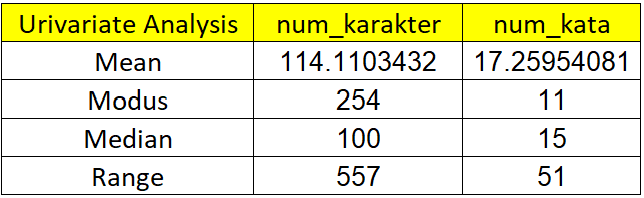 Urivariate Analysis num_karakter num_kata
Mean 114.1103432 17.25954081
Modus 254 11
Median 100 15
Range 557 51